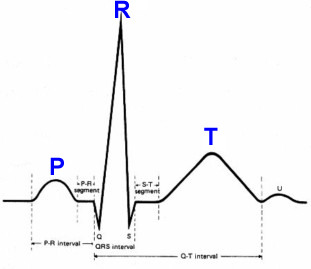 R
P
T
P-R
segment
S-T
segment
U
Q
S
P-R interval
QRS interval
Q-T interval